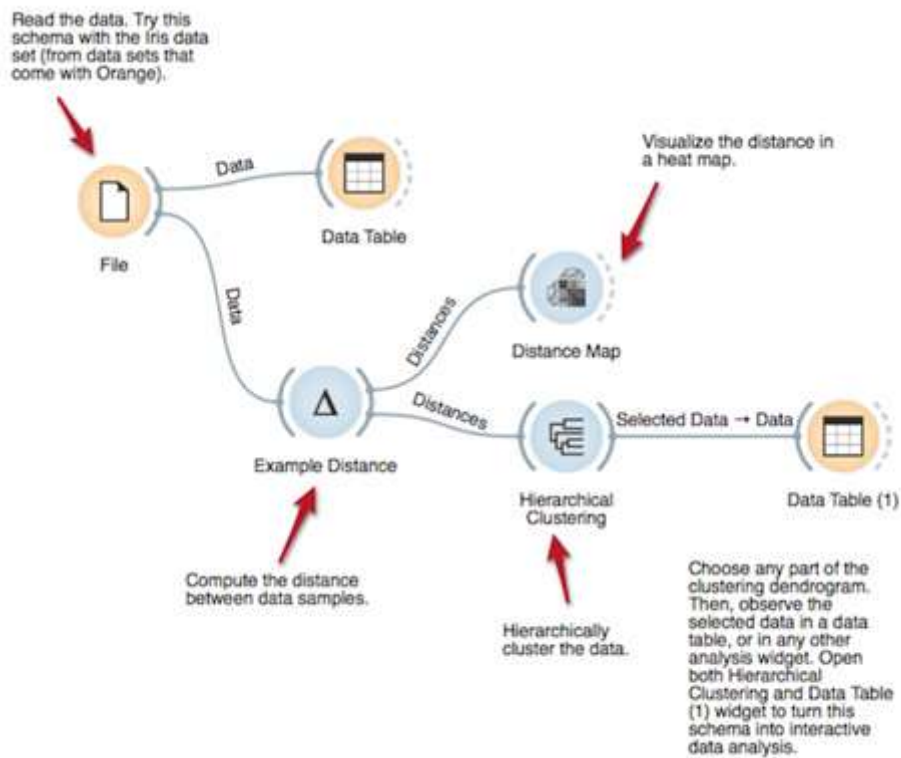 Read the data. Try this
schema with the Iris data
set (from data sets that
come with Orange).
Visualize the distance in
a heat map.
Data
Data Table
File
Data
Distances
Distance Map
Distances
Selected Data → Data
Δ
Example Distance
Hierarchical
Clustering
Data Table (1)
Compute the distance
between data samples.
Hierarchically
cluster the data.
Choose any part of the
clustering dendrogram.
Then, observe the
selected data in a data
table, or in any other
analysis widget. Open
both Hierarchical
Clustering and Data Table
(1) widget to turn this
schema into interactive
data analysis.